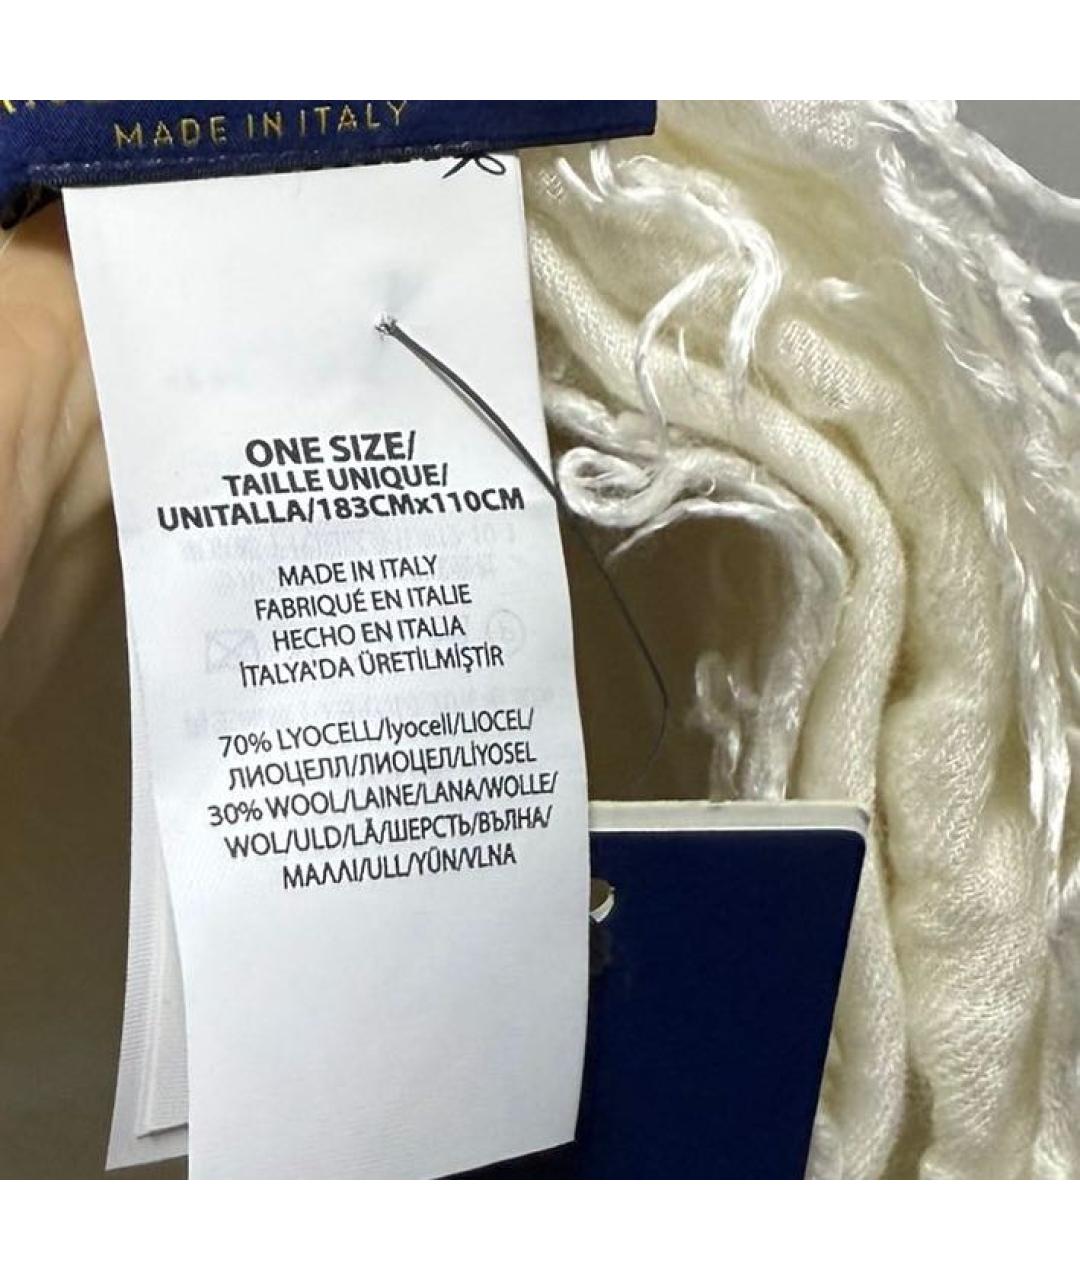 MADE IN ITALY
ONE SIZE/
TAILLE UNIQUE/
UNITALLA/183CMx110CM
MADE IN ITALY
FABRIQUÉ EN ITALIE
HECHO EN ITALIA
İTALYA'DA ÜRETİLMİŞTİR
70% LYOCELL/lyocell/LIOCEL/
ЛИОЦЕЛЛ/ЛИОЦЕЛ/LİYOSEL
30% WOOL/LAINE/LANA/WOLLE/
WOL/ULD/LÃ/ШЕРСТЬ/ВЪЛНА/
ΜΑΛΛΙ/ULL/YÜN/VLNA